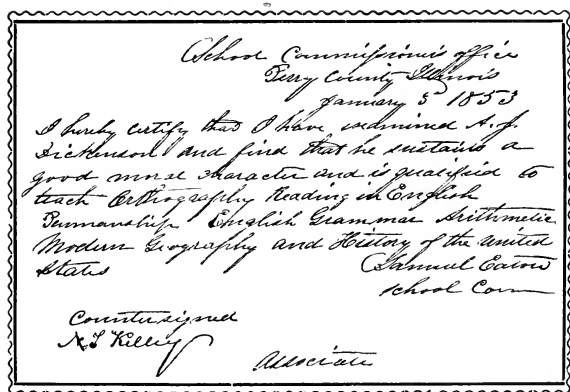 School Commissioner's office
Perry County Illinois
January 3d 1853
I hereby certify that I have examined A. J.
Dickenson and find that he sustains a
good moral character and is qualified to
teach Orthography Reading in English
Penmanship English Grammar Arithmetic
Modern Geography and History of the united
States
Samuel Eaton
School Com
Countersigned
Associate